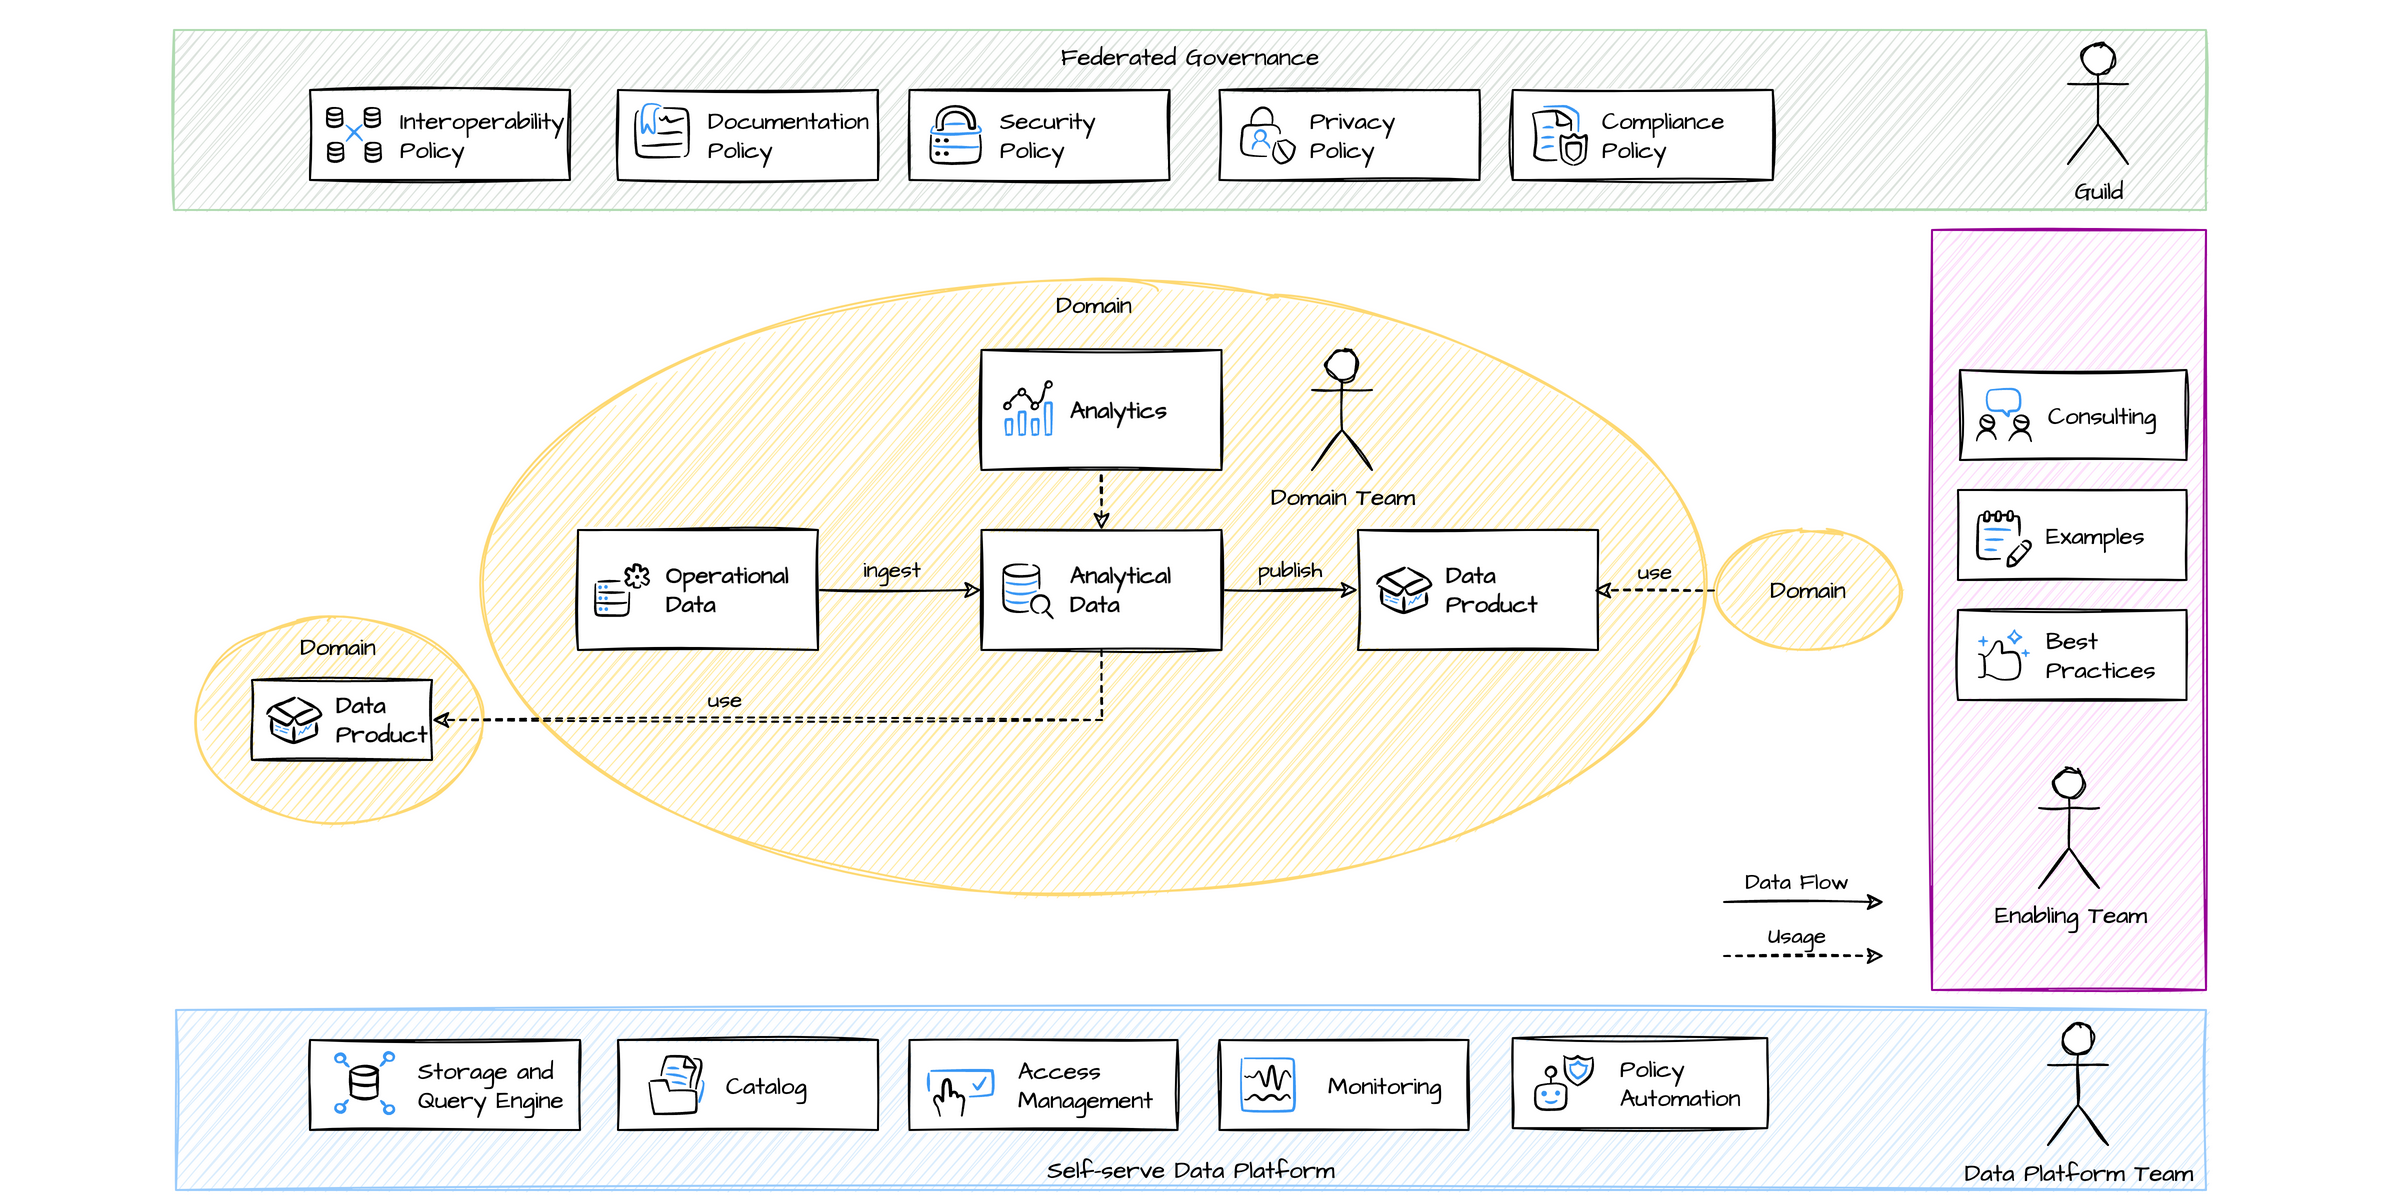 Federated Governance
Interoperability
Policy
Documentation
Policy
Security
Policy
Privacy
Policy
Compliance
Policy
Guild
Domain
Analytics
Domain Team
Operational
Data
ingest
Analytical
Data
publish
Data
Product
use
Domain
Domain
Data
Product
use
Consulting
Examples
Best
Practices
Enabling Team
Data Flow
Usage
Storage and
Query Engine
Catalog
Access
Management
Monitoring
Policy
Automation
Self-serve Data Platform
Data Platform Team